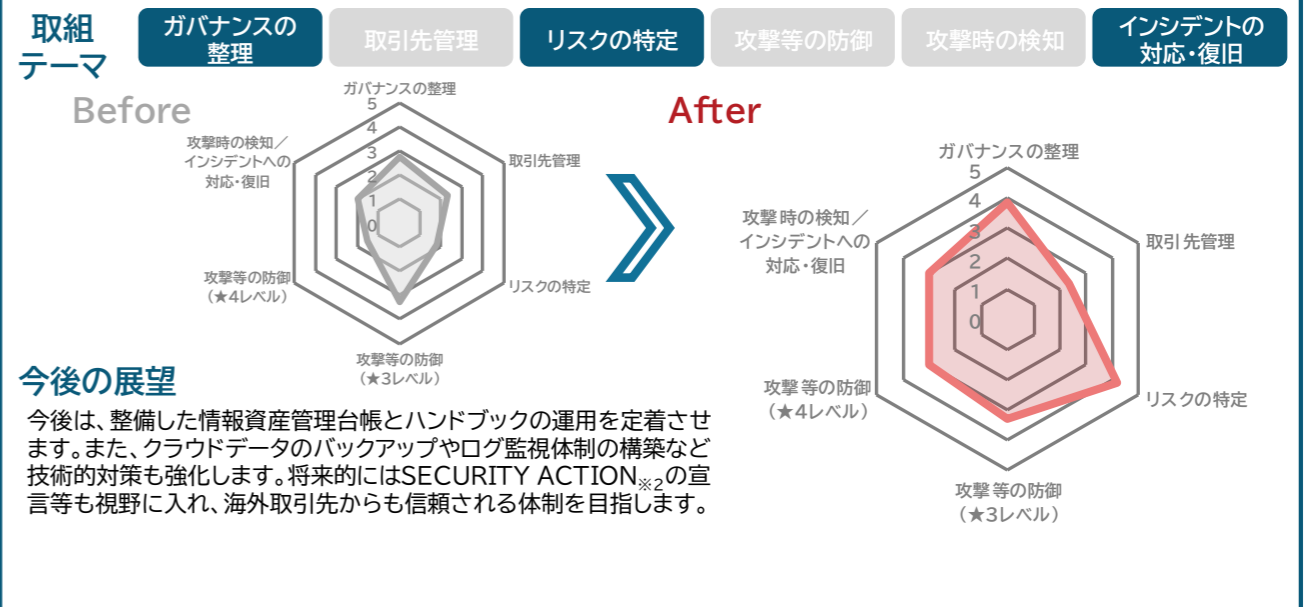 取組
テーマ
ガバナンスの
整理
取引先管理
リスクの特定
攻撃等の防御
攻撃時の検知
インシデントの
対応・復旧
Before
ガバナンスの整理
5
4
3
2
1
0
取引先管理
リスクの特定
攻撃等の防御
（★3レベル）
攻撃等の防御
（★4レベル）
攻撃時の検知／
インシデントへの
対応・復旧
After
ガバナンスの整理
5
4
3
2
1
0
取引先管理
リスクの特定
攻撃等の防御
（★3レベル）
攻撃等の防御
（★4レベル）
攻撃時の検知／
インシデントへの
対応・復旧
今後の展望
今後は、整備した情報資産管理台帳とハンドブックの運用を定着させ
ます。また、クラウドデータのバックアップやログ監視体制の構築など
技術的対策も強化します。将来的にはSECURITY ACTION※2の宣
言等も視野に入れ、海外取引先からも信頼される体制を目指します。